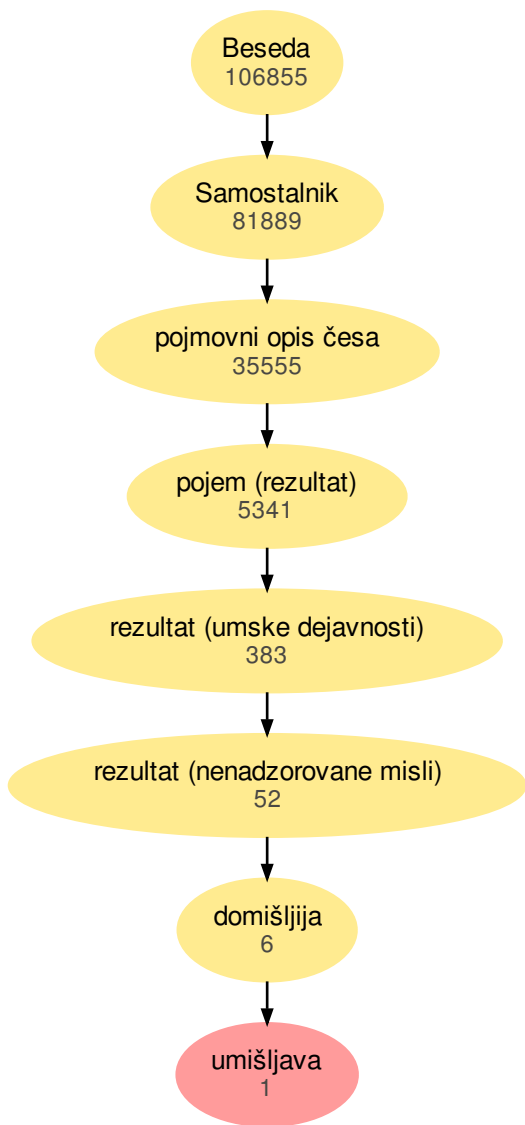 Beseda
106855
Samostalnik
81889
pojmovni opis česa
35555
pojem (rezultat)
5341
rezultat (umske dejavnosti)
383
rezultat (nenadzorovane misli)
52
domišljija
6
umišljava
1